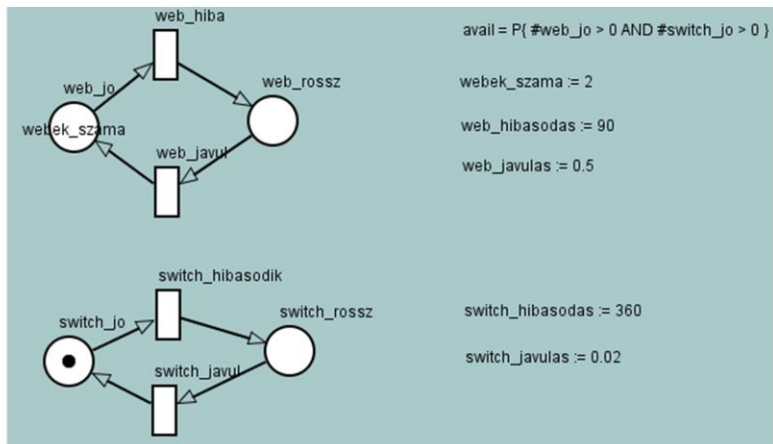 web_hiba
avail = P{ #web_jo > 0 AND #switch_jo > 0 }
web_jo
web_rossz
webek_szama := 2
webek_szama
web_hibasodas := 90
web_javul
web_javulas := 0.5
switch_hibasodik
switch_jo
switch_rossz
switch_hibasodas := 360
switch_javul
switch_javulas := 0.02